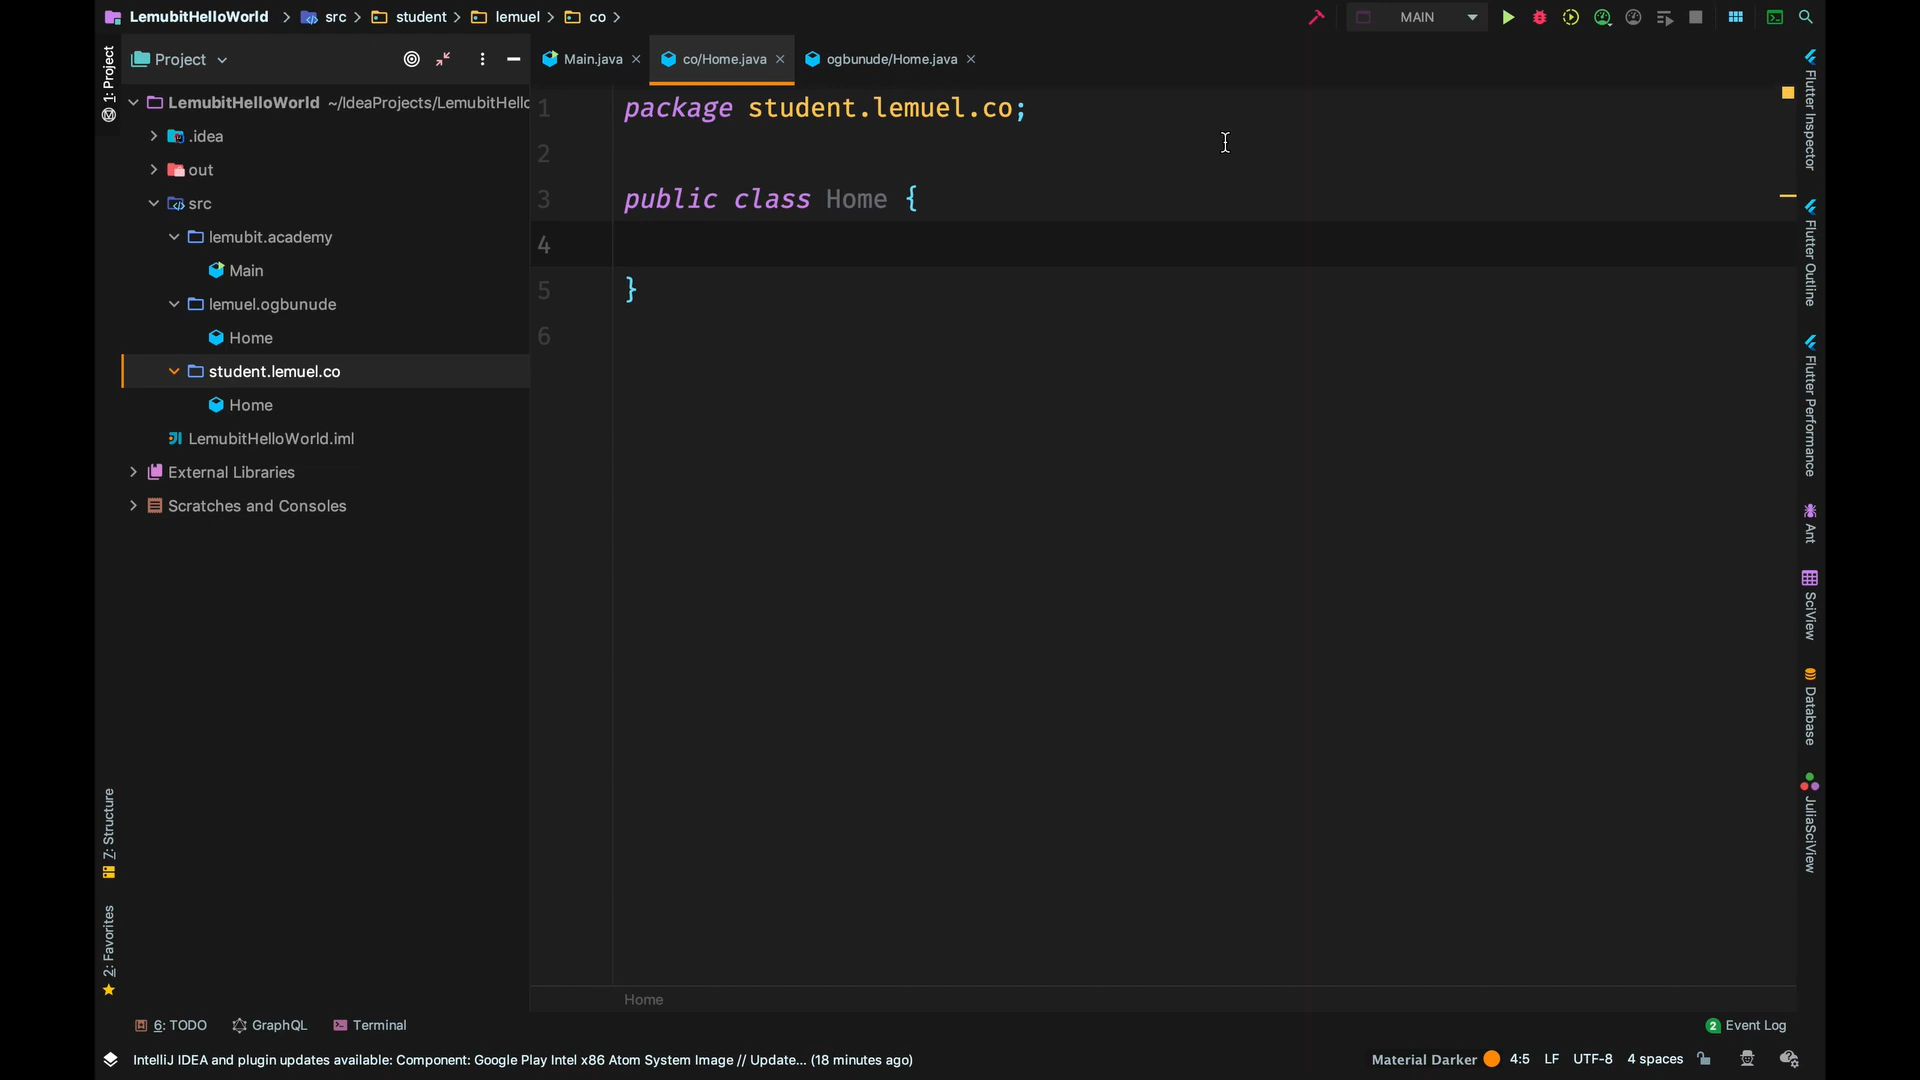 LemubitHelloWorld > src > student > lemuel > co >
MAIN
1: Project
Project
Main.java
co/Home.java
ogbunude/Home.java
LemubitHelloWorld ~/IdeaProjects/LemubitHello
.idea
out
src
lemubit.academy
Main
lemuel.ogbunude
Home
student.lemuel.co
Home
LemubitHelloWorld.iml
External Libraries
Scratches and Consoles
1 package student.lemuel.co;
2
3 public class Home {
4
5 }
6
Home
Z: Structure
2: Favorites
Flutter Inspector
Flutter Outline
Flutter Performance
Ant
SciView
Database
JuliaSciView
6: TODO
GraphQL
Terminal
2 Event Log
IntelliJ IDEA and plugin updates available: Component: Google Play Intel x86 Atom System Image // Update... (18 minutes ago)
Material Darker 4:5 LF UTF-8 4 spaces